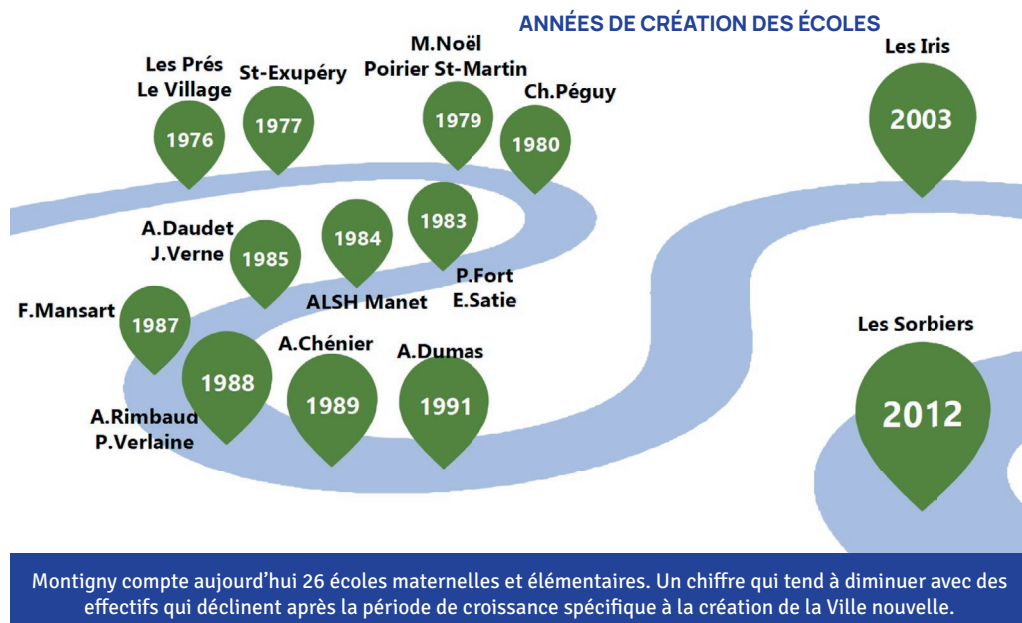 ANNÉES DE CRÉATION DES ÉCOLES
Les Prés
Le Village
1976
St-Exupéry
1977
M.Noël
Poirier St-Martin
1979
Ch.Péguy
1980
1983
P.Fort
E.Satie
1984
ALSH Manet
A.Daudet
J.Verne
1985
F.Mansart
1987
1988
A.Rimbaud
P.Verlaine
A.Chénier
1989
A.Dumas
1991
Les Iris
2003
Les Sorbiers
2012
Montigny compte aujourd’hui 26 écoles maternelles et élémentaires. Un chiffre qui tend à diminuer avec des
effectifs qui déclinent après la période de croissance spécifique à la création de la Ville nouvelle.